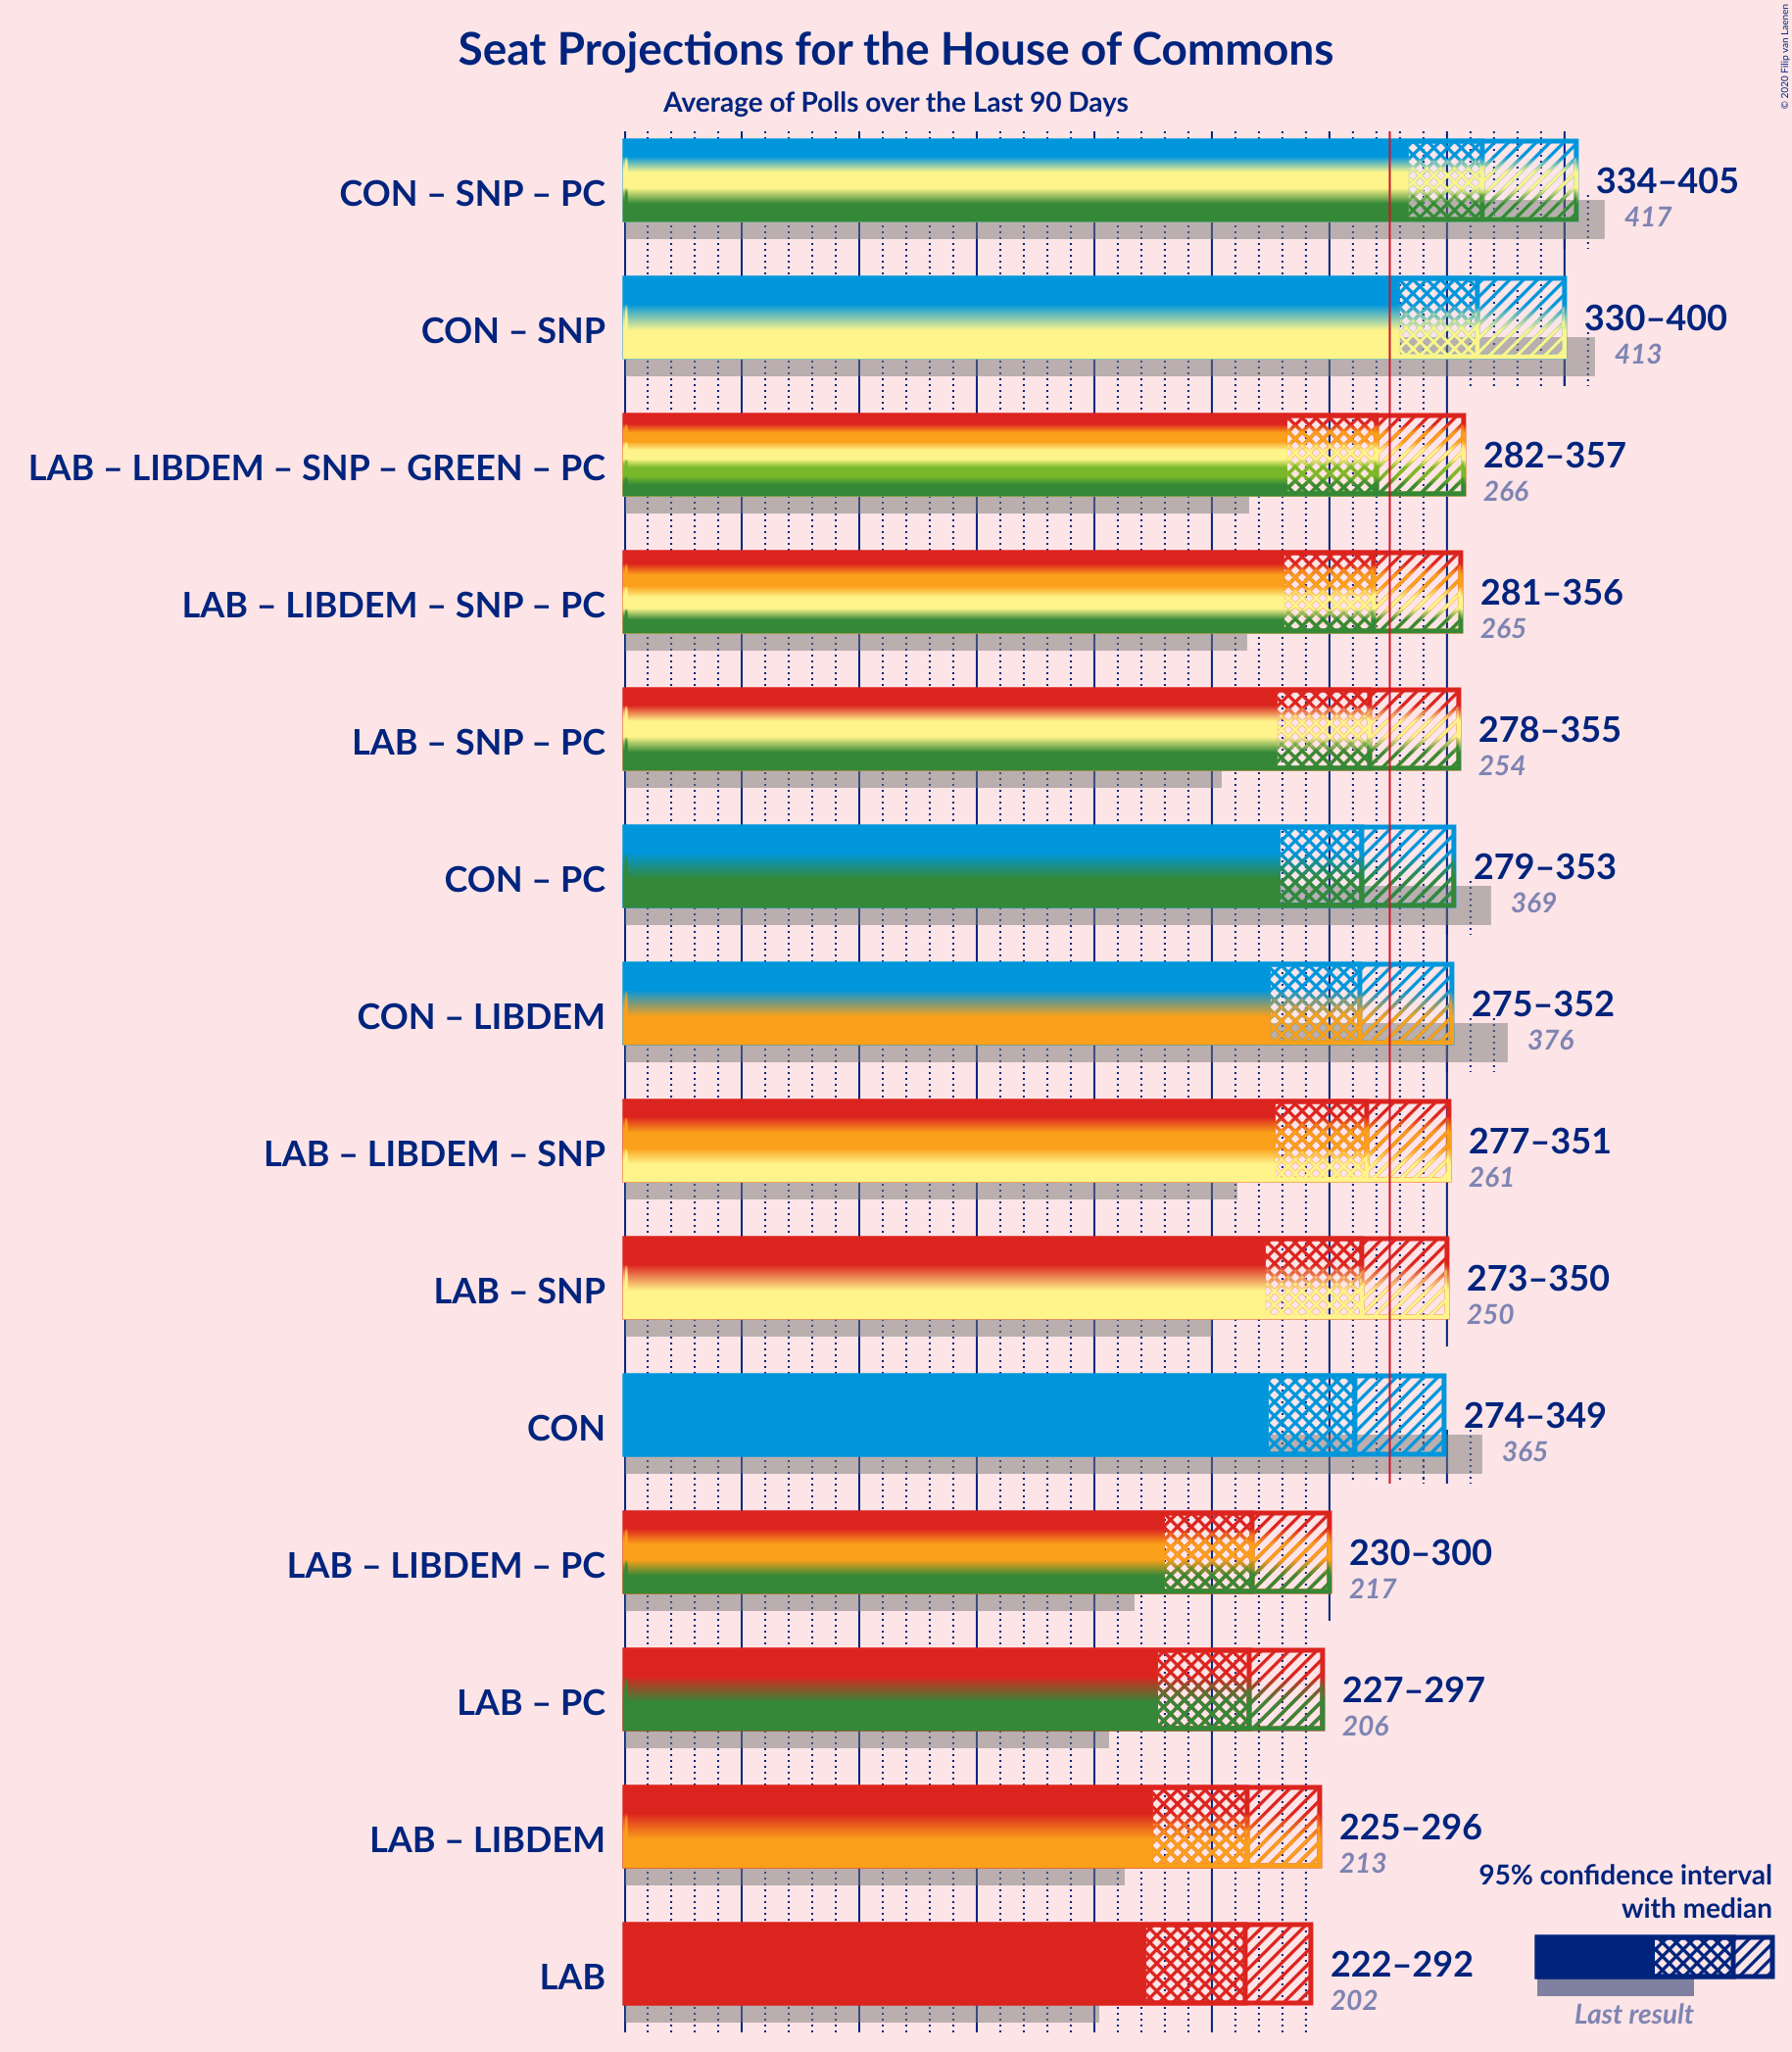 Seat Projections for the House of Commons
Average of Polls over the Last 90 Days
© 2020 Filip van Laenen
CON – SNP – PC
334–405
417
CON – SNP
330–400
413
LAB – LIBDEM – SNP – GREEN – PC
282–357
266
LAB – LIBDEM – SNP – PC
281–356
265
LAB – SNP – PC
278–355
254
CON – PC
279–353
369
CON – LIBDEM
275–352
376
LAB – LIBDEM – SNP
277–351
261
LAB – SNP
273–350
250
CON
274–349
365
LAB – LIBDEM – PC
230–300
217
LAB – PC
227–297
206
LAB – LIBDEM
225–296
213
LAB
222–292
202
95% confidence interval
with median
Last result